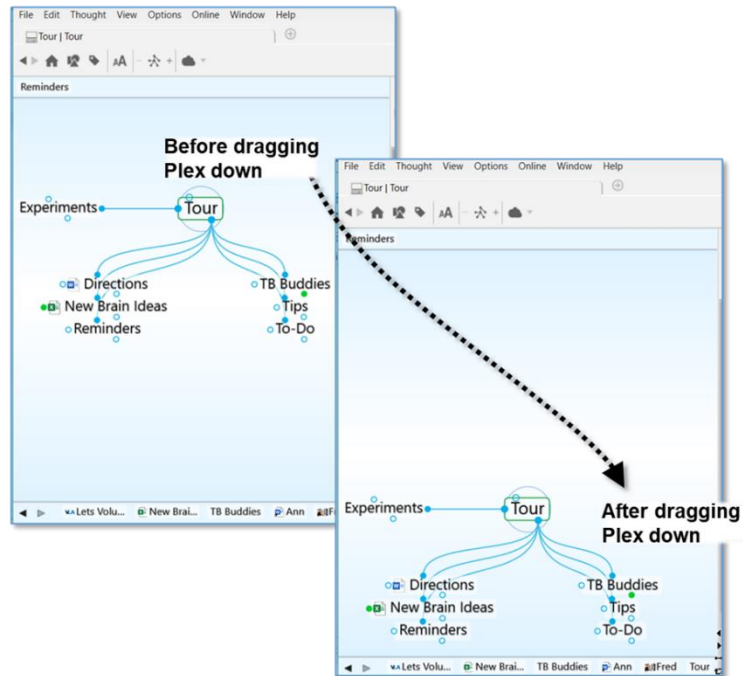 File Edit Thought View Options Online Window Help
Tour | Tour
AA
Reminders
Before dragging
Plex down
Experiments
Tour
Directions
TB Buddies
New Brain Ideas
Tips
Reminders
To-Do
Lets Volu... New Brai... TB Buddies Ann
File Edit Thought View Options Online Window Help
Tour | Tour
AA
Reminders
Experiments
Tour
After dragging
Plex down
Directions
TB Buddies
New Brain Ideas
Tips
Reminders
To-Do
Lets Volu... New Brai... TB Buddies Ann Fred Tour